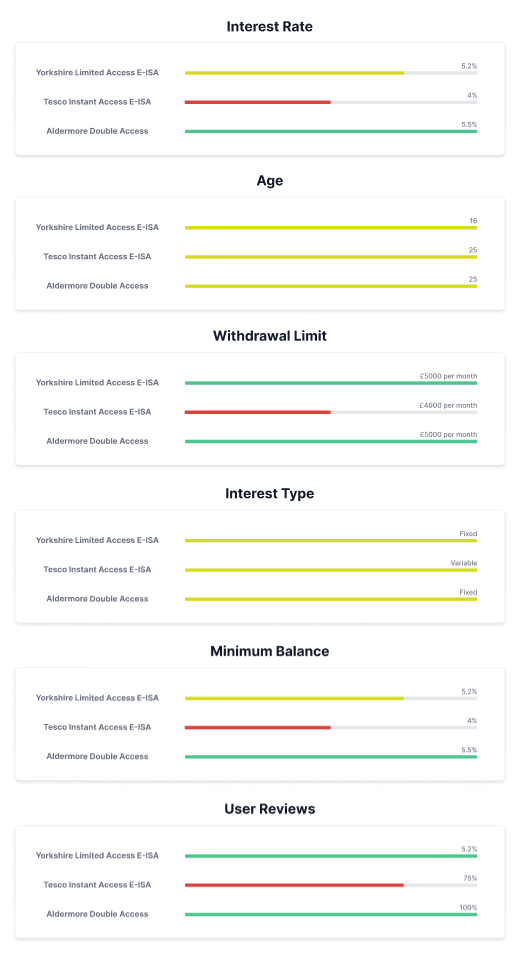 Interest Rate
5.2%
Yorkshire Limited Access E-ISA
4%
Tesco Instant Access E-ISA
5.5%
Aldermore Double Access
Age
16
Yorkshire Limited Access E-ISA
25
Tesco Instant Access E-ISA
25
Aldermore Double Access
Withdrawal Limit
£5000 per month
Yorkshire Limited Access E-ISA
£4000 per month
Tesco Instant Access E-ISA
£5000 per month
Aldermore Double Access
Interest Type
Fixed
Yorkshire Limited Access E-ISA
Variable
Tesco Instant Access E-ISA
Fixed
Aldermore Double Access
Minimum Balance
5.2%
Yorkshire Limited Access E-ISA
4%
Tesco Instant Access E-ISA
5.5%
Aldermore Double Access
User Reviews
5.2%
Yorkshire Limited Access E-ISA
75%
Tesco Instant Access E-ISA
100%
Aldermore Double Access